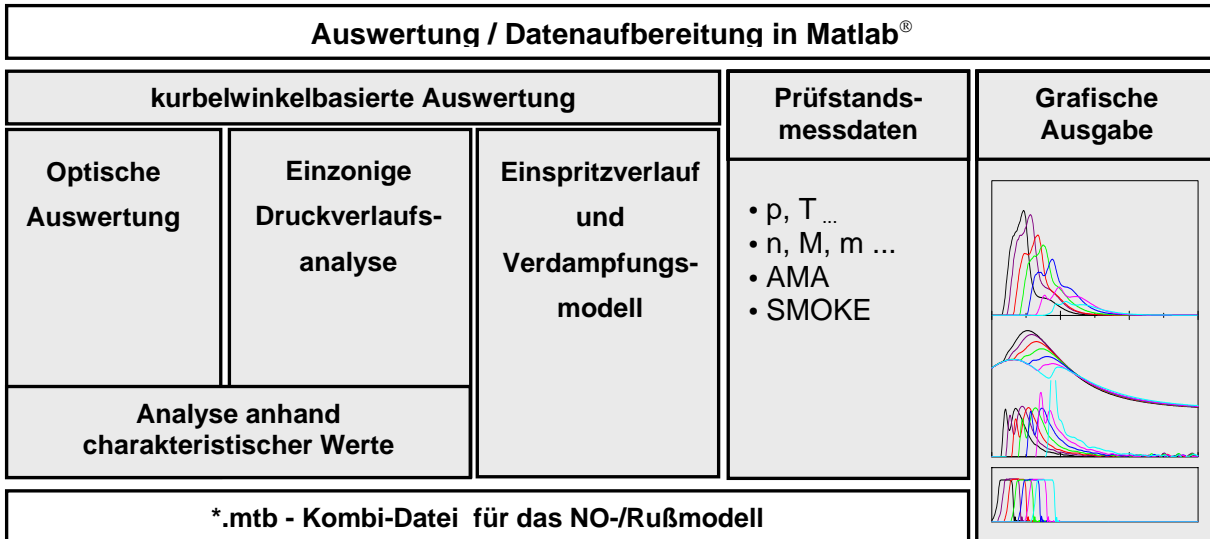 Auswertung / Datenaufbereitung in Matlab®
kurbelwinkelbasierte Auswertung
Prüfstands-
messdaten
Grafische
Ausgabe
Optische
Auswertung
Einzonige
Druckverlaufs-
analyse
Einspritzverlauf
und
Verdampfungs-
modell
• p, T ...
• n, M, m ...
• AMA
• SMOKE
Analyse anhand
charakteristischer Werte
*.mtb - Kombi-Datei für das NO-/Rußmodell